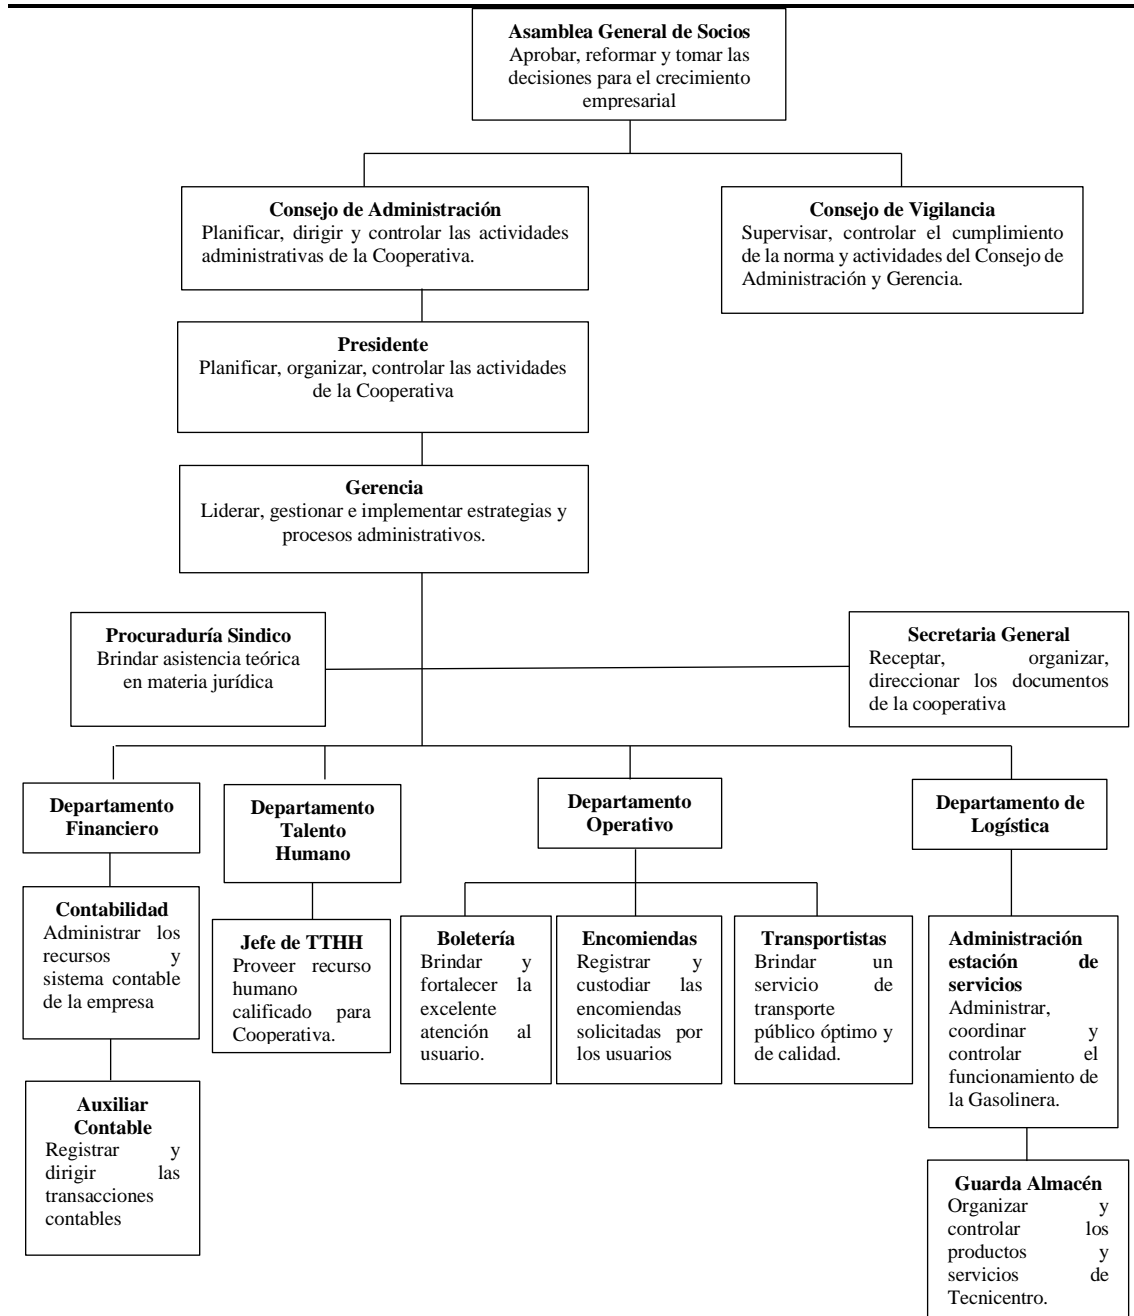 Asamblea General de Socios
Aprobar, reformar y tomar las
decisiones para el crecimiento
empresarial
Consejo de Administración
Planificar, dirigir y controlar las actividades
administrativas de la Cooperativa.
Consejo de Vigilancia
Supervisar, controlar el cumplimiento
de la norma y actividades del Consejo de
Administración y Gerencia.
Presidente
Planificar, organizar, controlar las actividades
de la Cooperativa
Gerencia
Liderar, gestionar e implementar estrategias y
procesos administrativos.
Procuraduría Sindico
Brindar asistencia teórica
en materia jurídica
Secretaria General
Receptar, organizar,
direccionar los documentos
de la cooperativa
Departamento
Financiero
Departamento
Talento
Humano
Departamento
Operativo
Departamento de
Logística
Contabilidad
Administrar los
recursos y
sistema contable
de la empresa
Jefe de TTHH
Proveer recurso
humano
calificado para
Cooperativa.
Boletería
Brindar y
fortalecer la
excelente
atención al
usuario.
Encomiendas
Registrar y
custodiar las
encomiendas
solicitadas por
los usuarios
Transportistas
Brindar un
servicio de
transporte
público óptimo y
de calidad.
Administración
estación de
servicios
Administrar,
coordinar y
controlar el
funcionamiento de
la Gasolinera.
Auxiliar
Contable
Registrar y
dirigir las
transacciones
contables
Guarda Almacén
Organizar y
controlar los
productos y
servicios de
Tecnicentro.